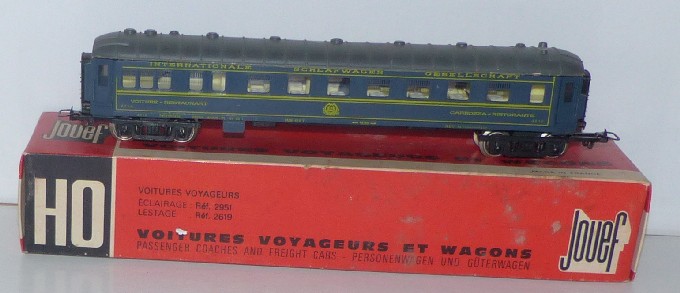 INTERNATIONALE SCHLAFWAGEN GESELLSCHAFT
VOITURE-RESTAURANT
CARROZZA-RISTORANTE
Jouef
HO
VOITURES VOYAGEURS
ÉCLAIRAGE : Réf. 2951
LESTAGE : Réf. 2619
VOITURES VOYAGEURS ET WAGONS
PASSENGER COACHES AND FREIGHT CARS - PERSONENWAGEN UND GÜTERWAGEN
Jouef